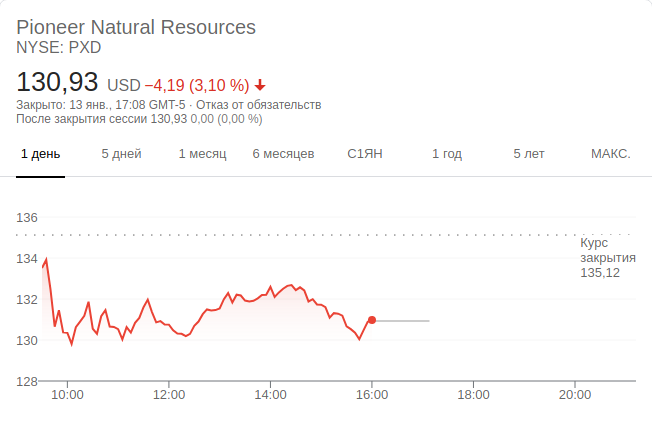 Pioneer Natural Resources
NYSE: PXD
130,93 USD −4,19 (3,10 %)
Закрыто: 13 янв., 17:08 GMT-5 · Отказ от обязательств
После закрытия сессии 130,93 0,00 (0,00 %)
1 день 5 дней 1 месяц 6 месяцев С1ЯН 1 год 5 лет МАКС.
136
Курс
закрытия
135,12
134
132
130
128
10:00 12:00 14:00 16:00 18:00 20:00